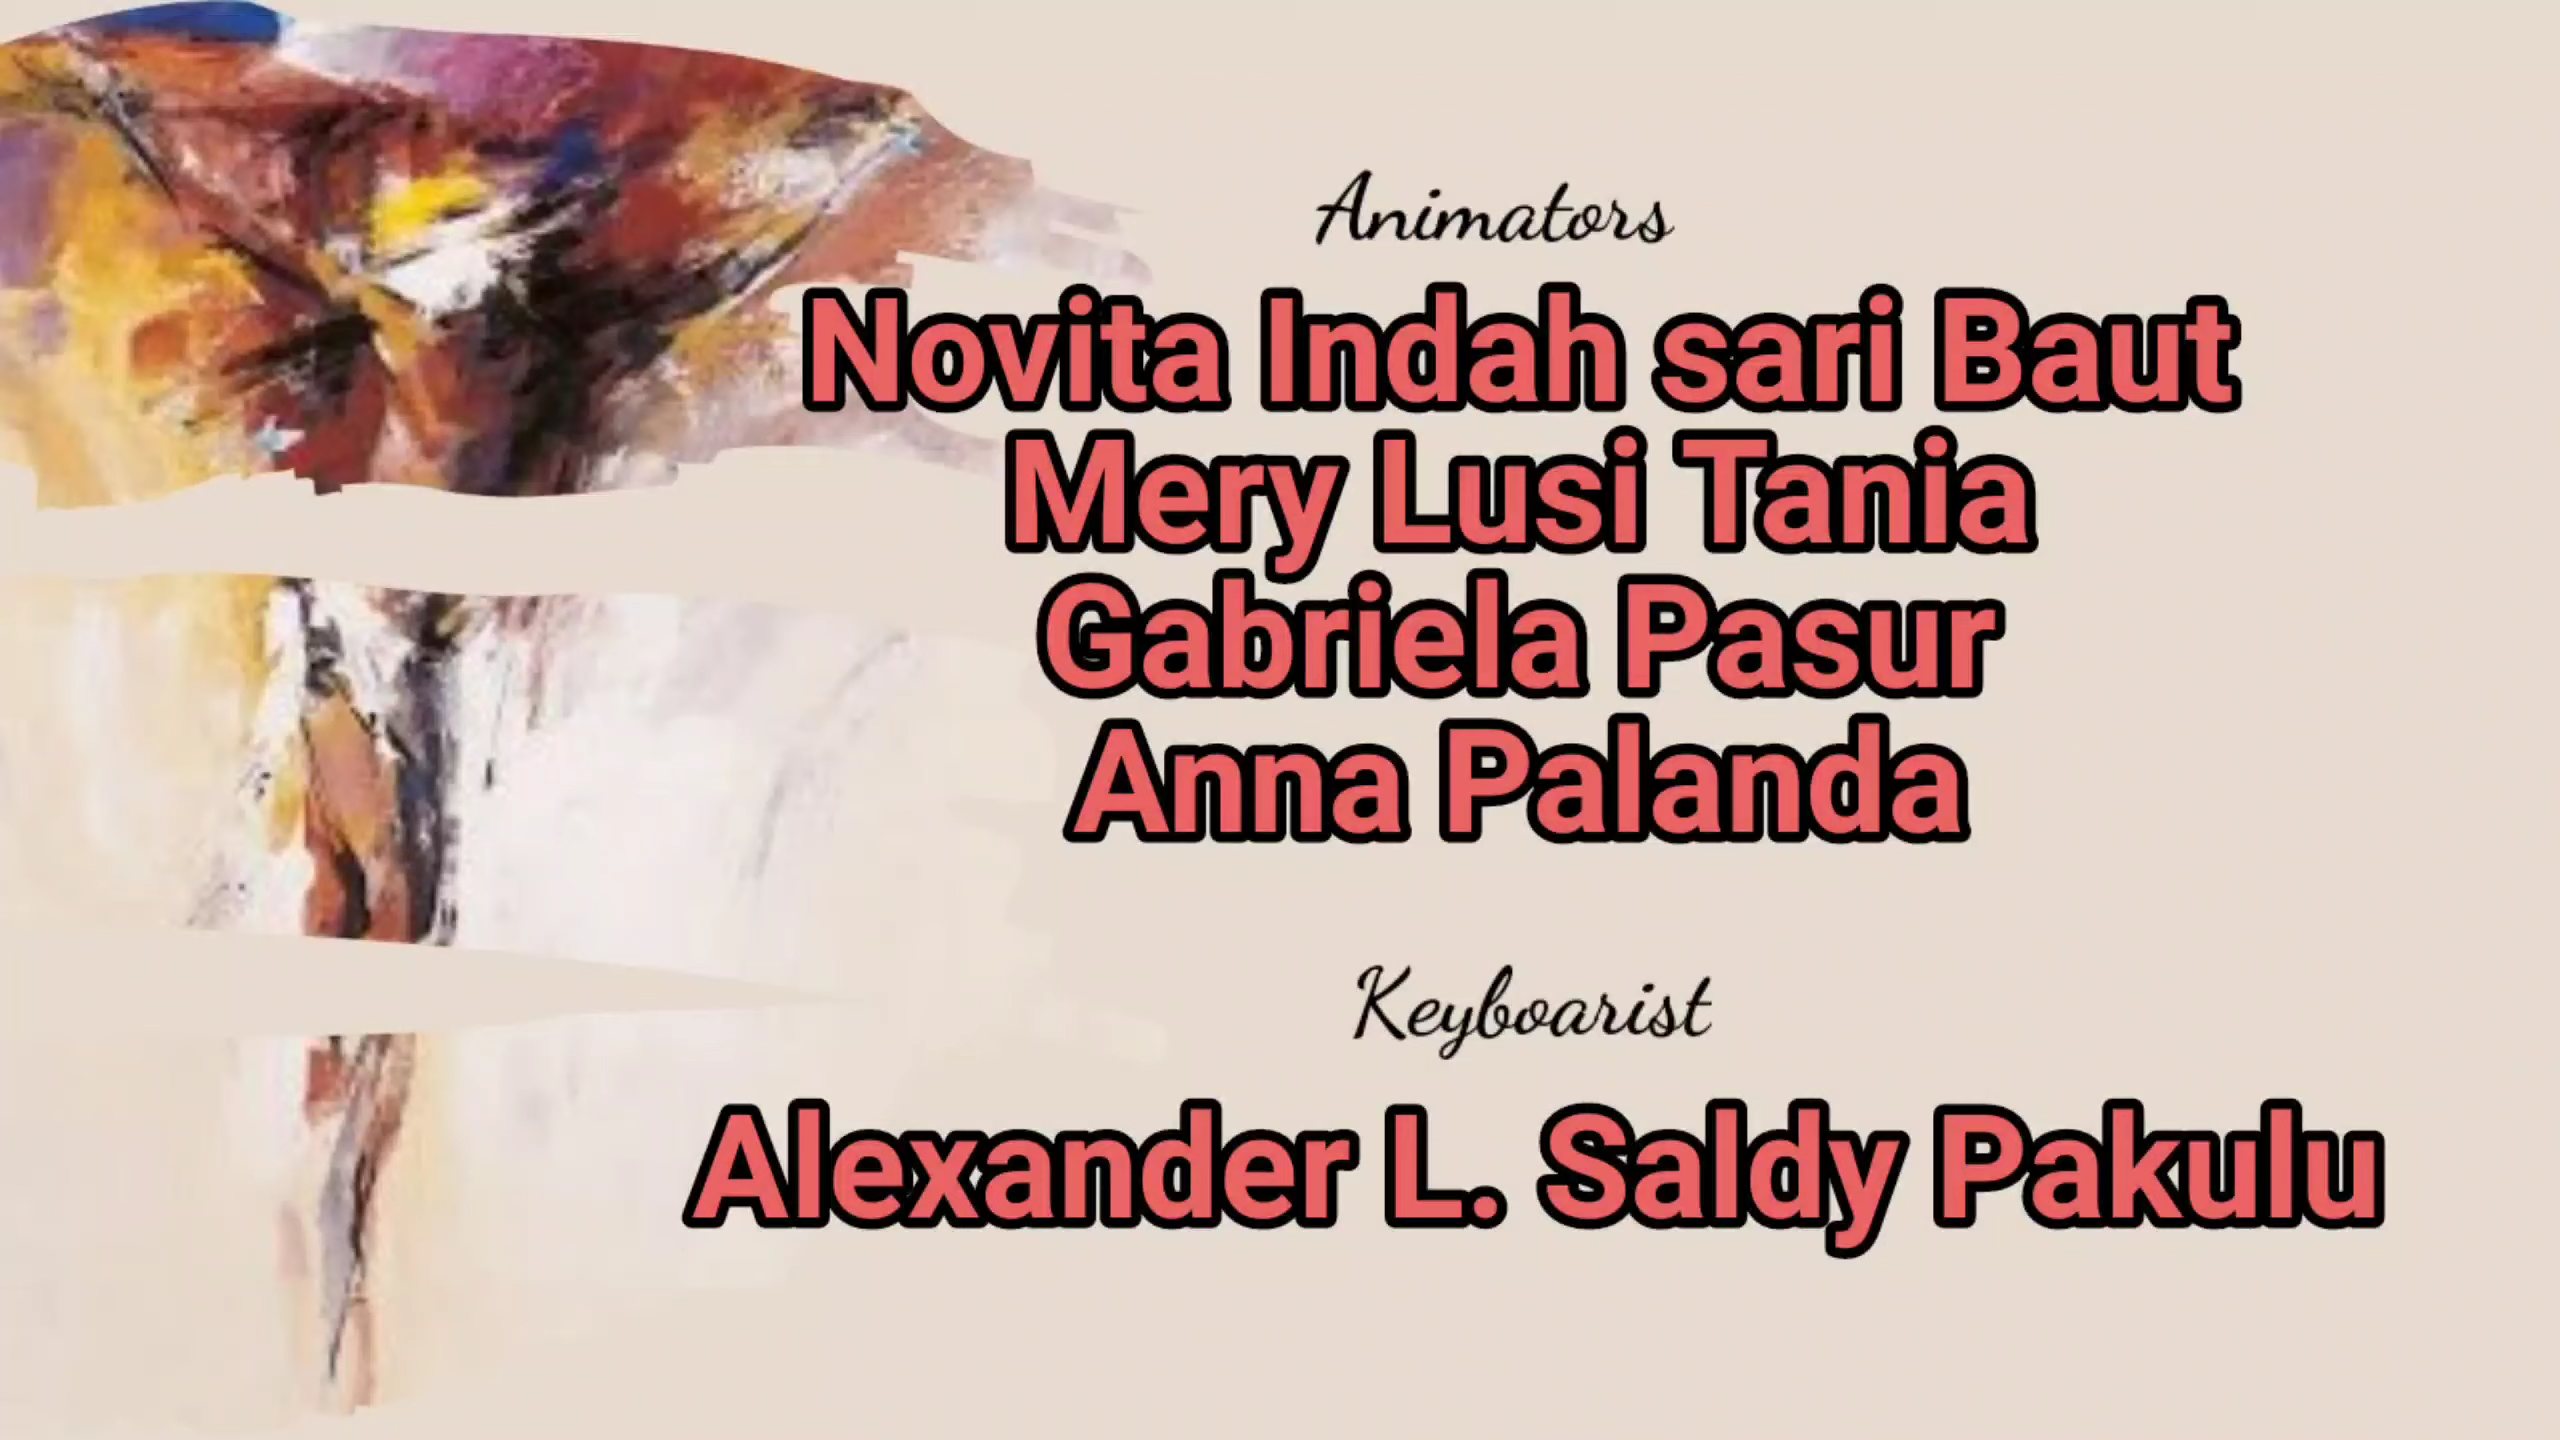 Animators
Novita Indah sari Baut
Mery Lusi Tania
Gabriela Pasur
Anna Palanda
Keyboarist
Alexander L. Saldy Pakulu